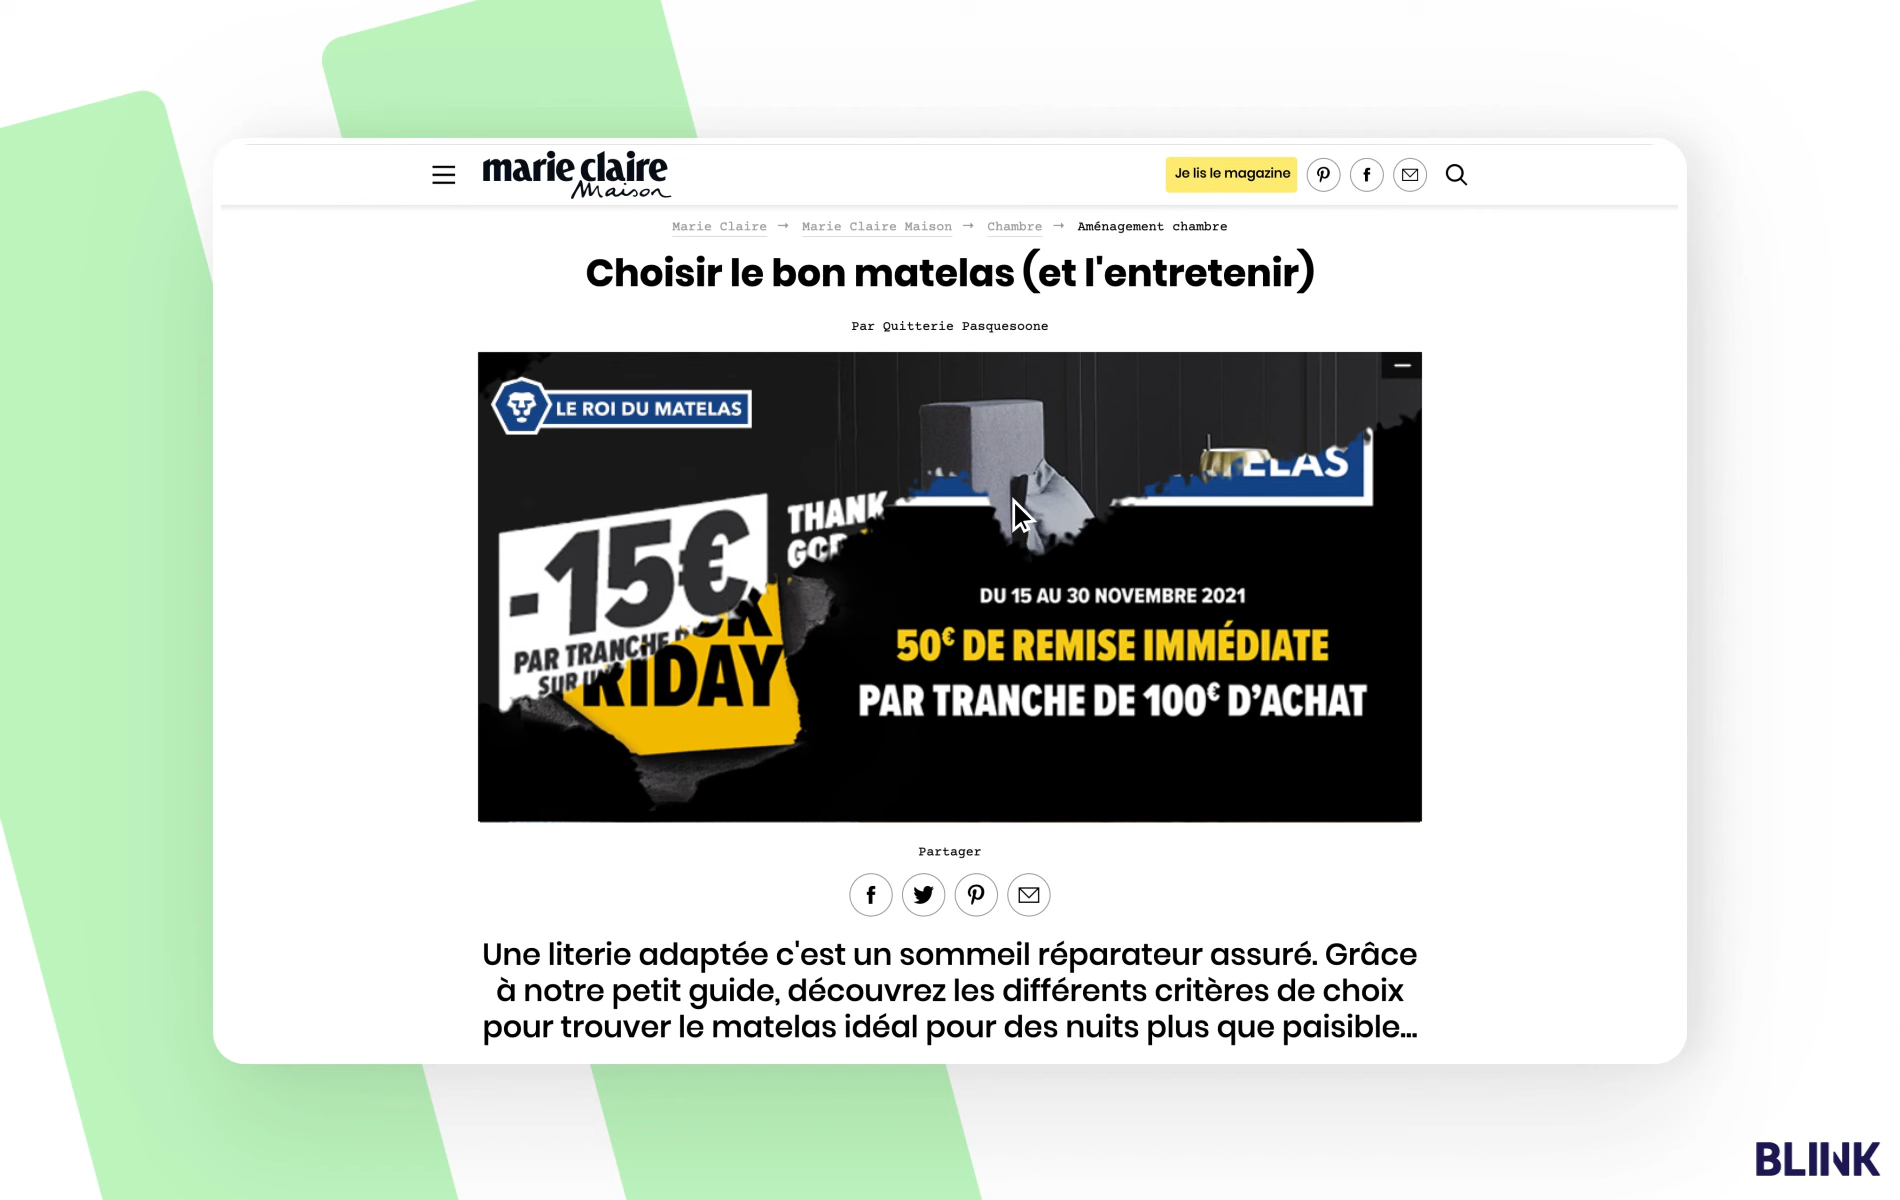 marie claire
Maison
Je lis le magazine
Marie Claire → Marie Claire Maison → Chambre → Aménagement chambre
Choisir le bon matelas (et l'entretenir)
Par Quitterie Pasquesoone
LE ROI DU MATELAS
ELAS
-15€
PAR TRANCHE
SUR
THANK
RIDAY
DU 15 AU 30 NOVEMBRE 2021
50€ DE REMISE IMMÉDIATE
PAR TRANCHE DE 100€ D'ACHAT
Partager
Une literie adaptée c'est un sommeil réparateur assuré. Grâce
à notre petit guide, découvrez les différents critères de choix
pour trouver le matelas idéal pour des nuits plus que paisible...
BLIINK